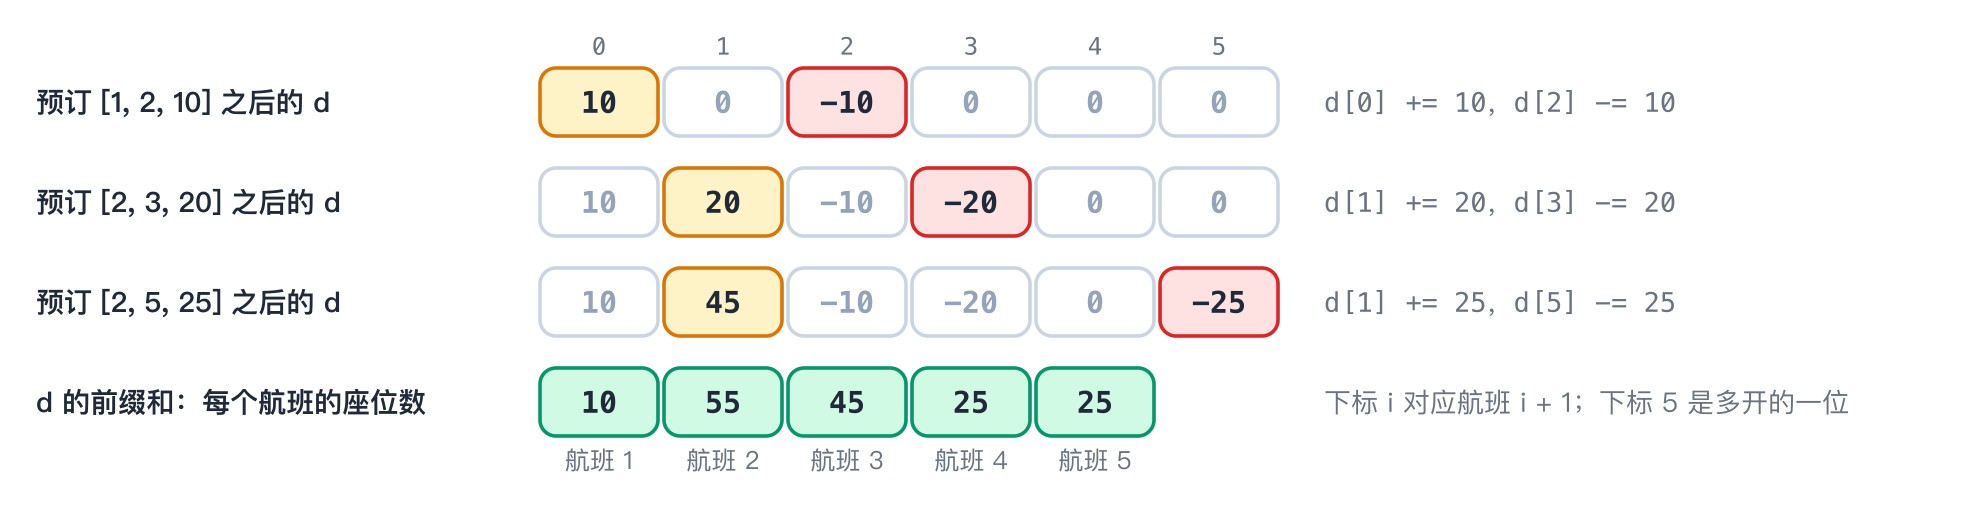 0 1 2 3 4 5
预订 [1, 2, 10] 之后的 d 10 0 −10 0 0 0 d[0] += 10, d[2] −= 10
预订 [2, 3, 20] 之后的 d 10 20 −10 −20 0 0 d[1] += 20, d[3] −= 20
预订 [2, 5, 25] 之后的 d 10 45 −10 −20 0 −25 d[1] += 25, d[5] −= 25
d 的前缀和：每个航班的座位数 10 55 45 25 25 下标 i 对应航班 i + 1；下标 5 是多开的一位
航班 1 航班 2 航班 3 航班 4 航班 5